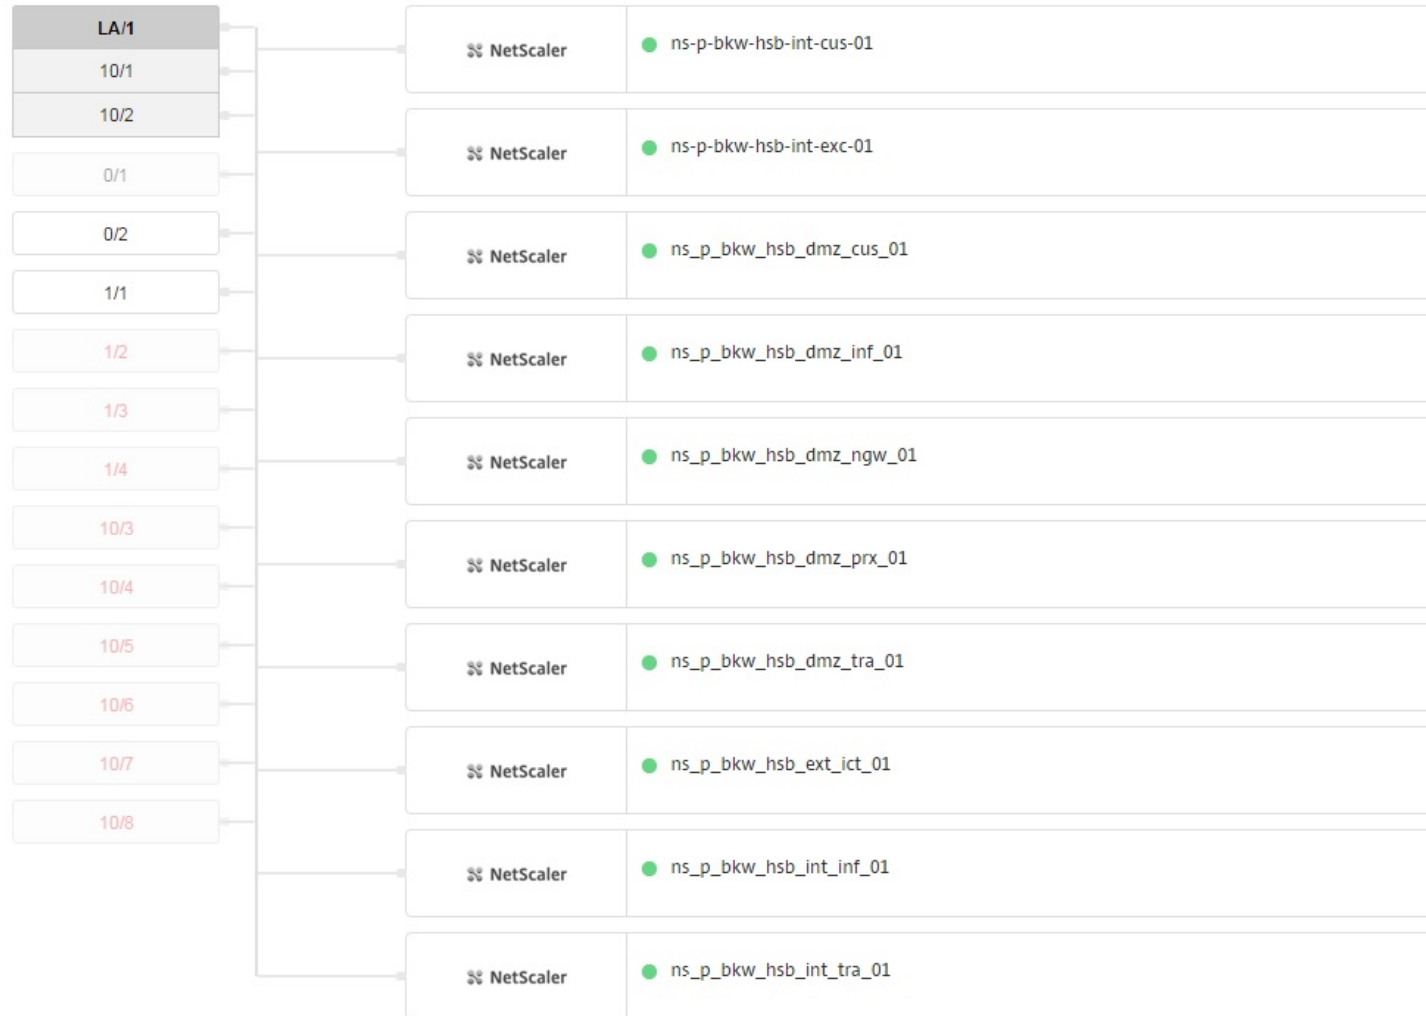 LA/1
10/1
10/2
0/1
0/2
1/1
1/2
1/3
1/4
10/3
10/4
10/5
10/6
10/7
10/8
NetScaler ns-p-bkw-hsb-int-cus-01
NetScaler ns-p-bkw-hsb-int-exc-01
NetScaler ns_p_bkw_hsb_dmz_cus_01
NetScaler ns_p_bkw_hsb_dmz_inf_01
NetScaler ns_p_bkw_hsb_dmz_ngw_01
NetScaler ns_p_bkw_hsb_dmz_prx_01
NetScaler ns_p_bkw_hsb_dmz_tra_01
NetScaler ns_p_bkw_hsb_ext_ict_01
NetScaler ns_p_bkw_hsb_int_inf_01
NetScaler ns_p_bkw_hsb_int_tra_01